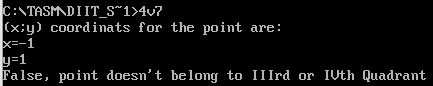 C:\TASM\DIIT_S~1>4v7
(x;y) coordinats for the point are:
x=-1
y=1
False, point doesn't belong to IIIrd or IVth Quadrant